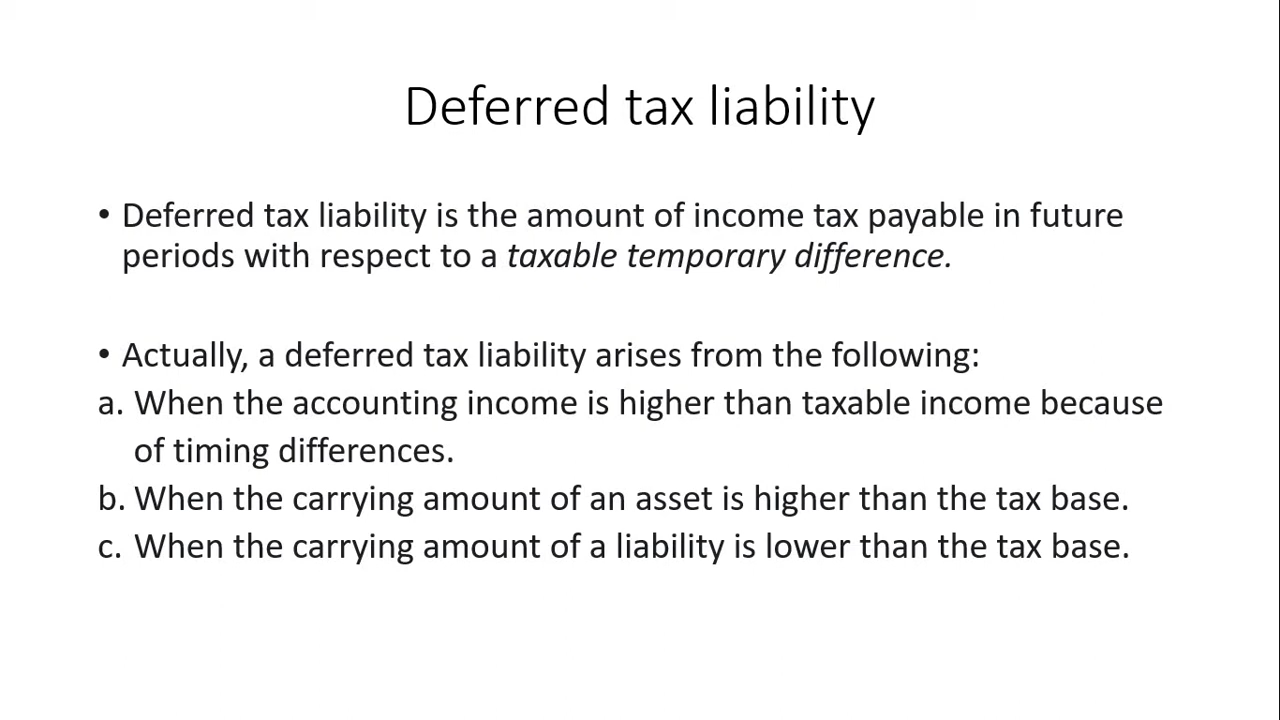 Deferred tax liability
• Deferred tax liability is the amount of income tax payable in future
periods with respect to a taxable temporary difference.
• Actually, a deferred tax liability arises from the following:
a. When the accounting income is higher than taxable income because
of timing differences.
b. When the carrying amount of an asset is higher than the tax base.
c. When the carrying amount of a liability is lower than the tax base.